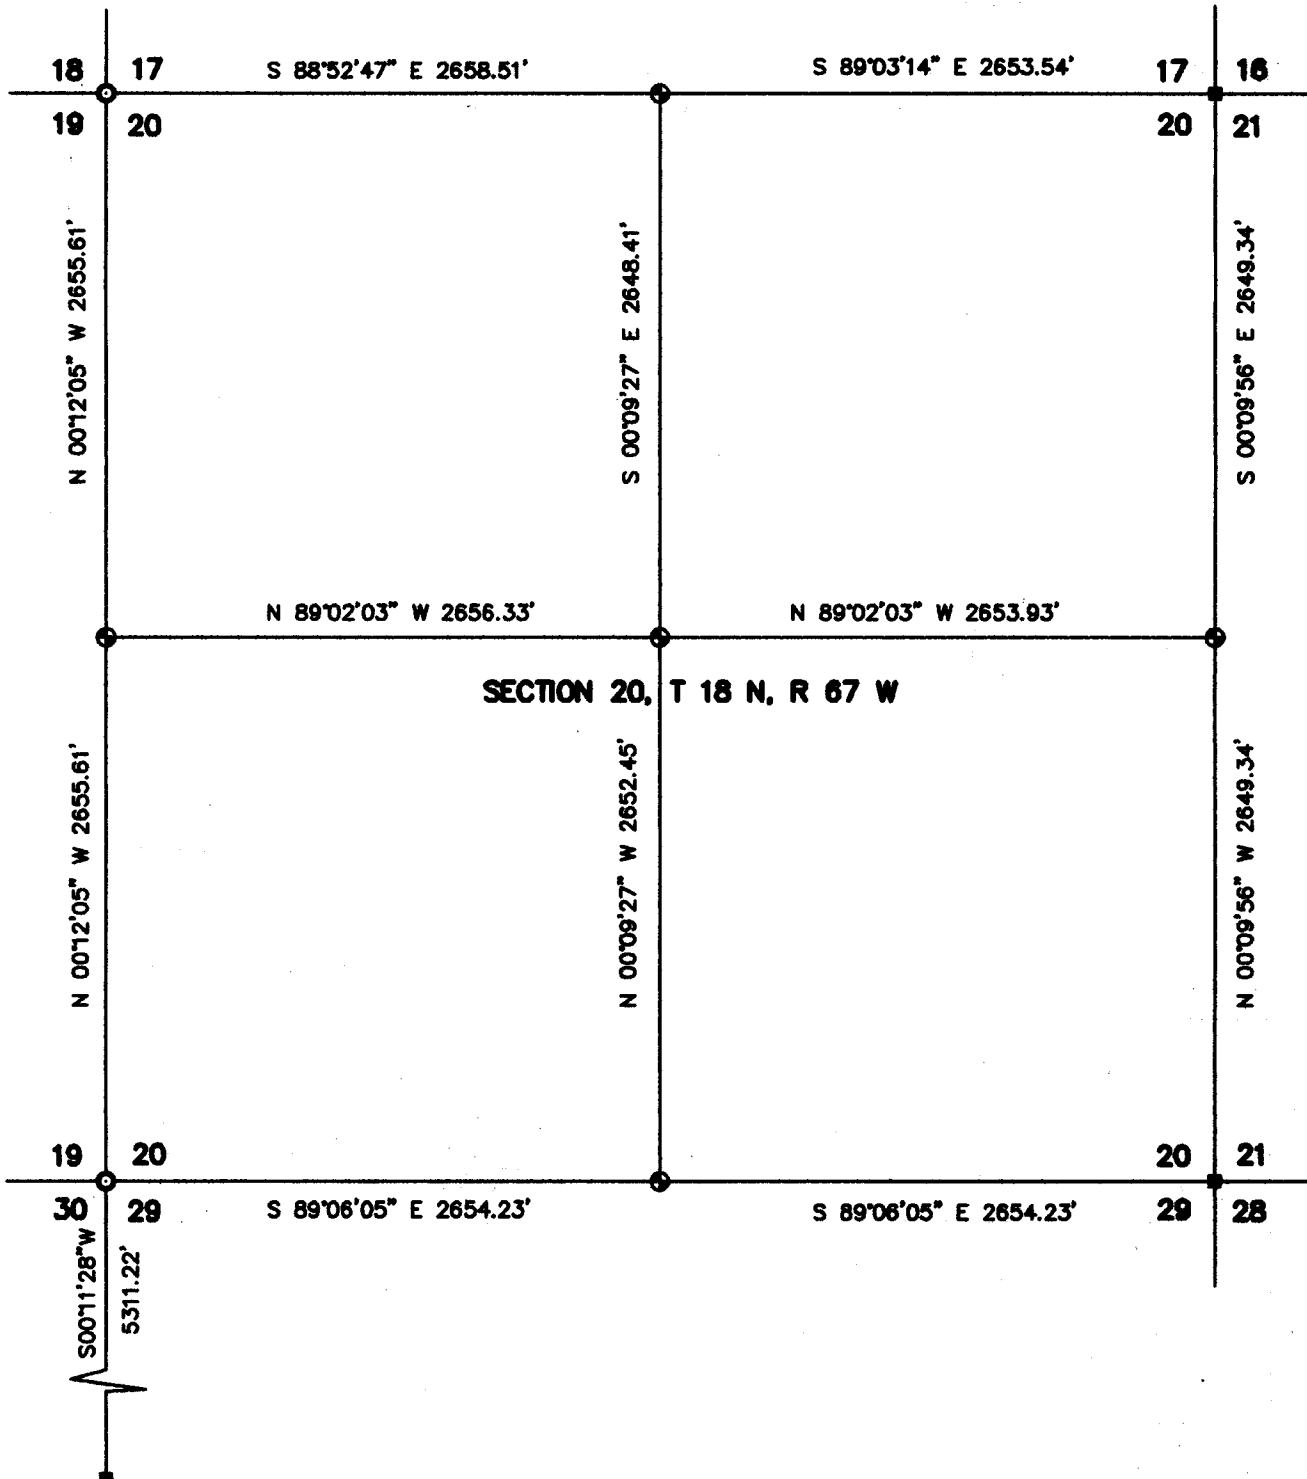 18 17 S 88°52'47" E 2658.51' S 89°03'14" E 2653.54' 17 16
19 20 20 21
N 00°12'05" W 2655.61'
S 00°09'27" E 2648.41'
S 00°09'56" E 2649.34'
N 89°02'03" W 2656.33' N 89°02'03" W 2653.93'
SECTION 20, T 18 N, R 67 W
N 00°12'05" W 2655.61'
N 00°09'27" W 2652.45'
N 00°09'56" W 2649.34'
19 20 20 21
30 29 S 89°06'05" E 2654.23' S 89°06'05" E 2654.23' 29 28
S00°11'28"W
5311.22'